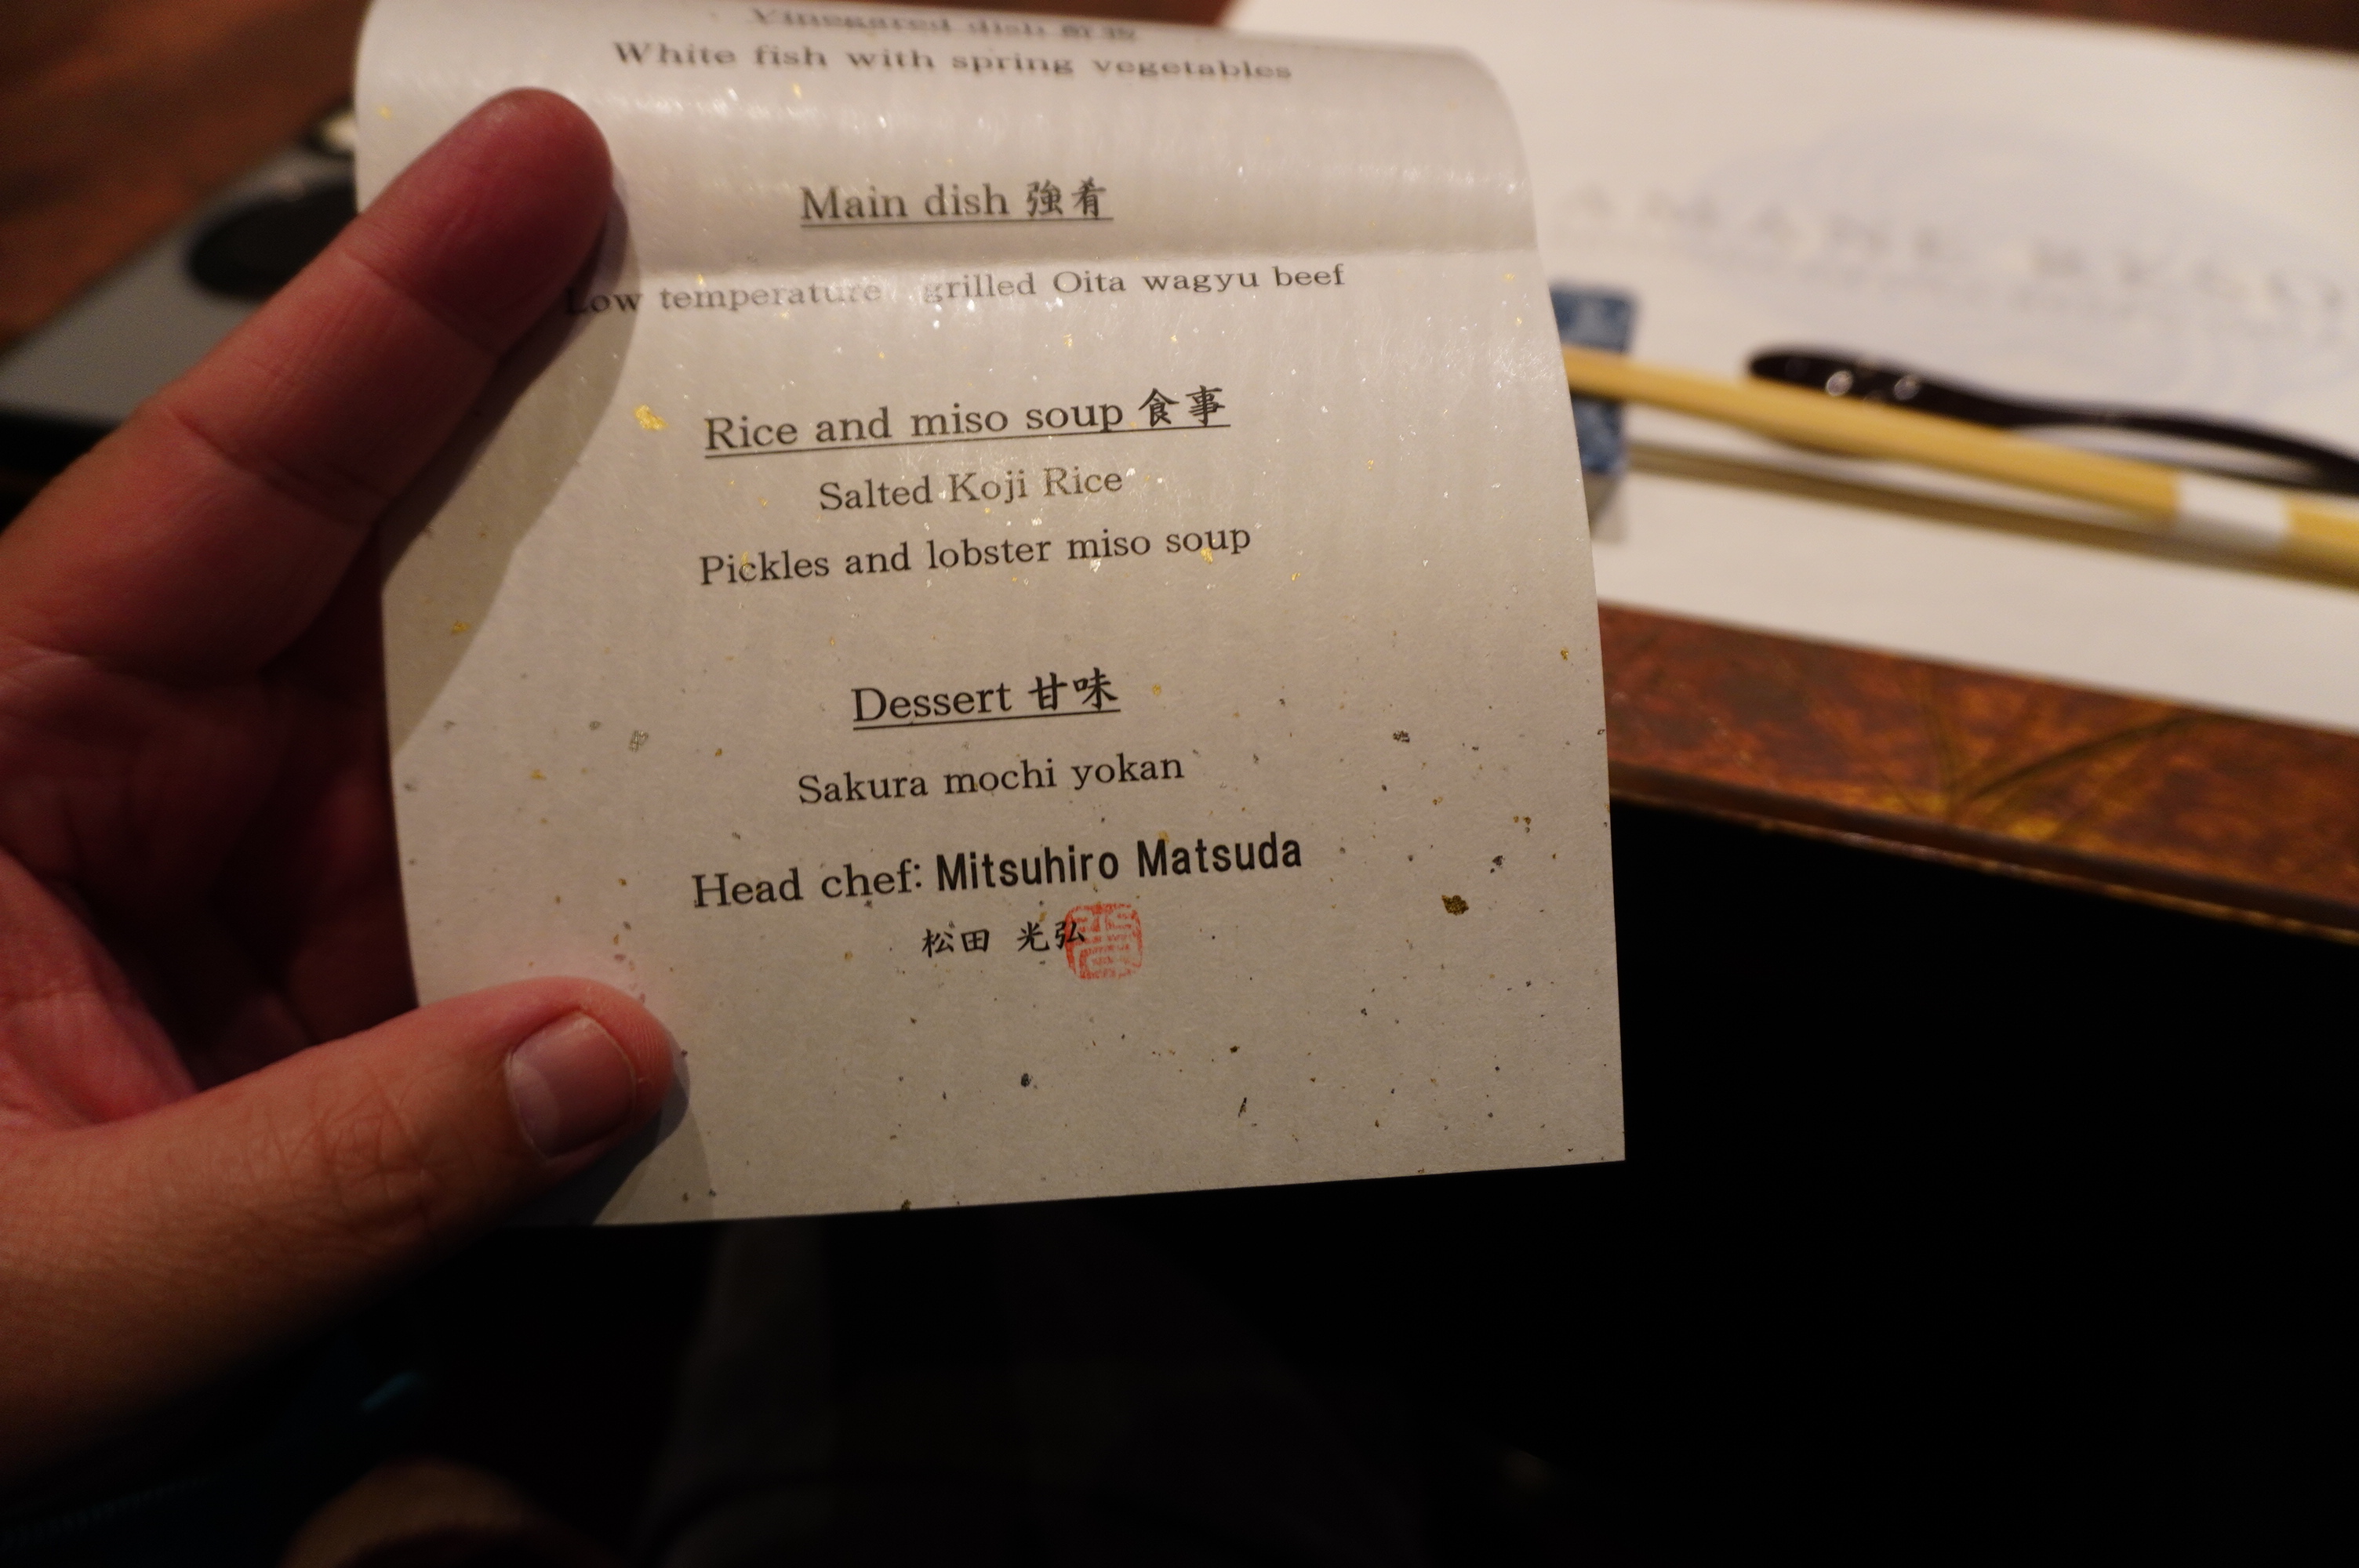 Vinegared dish
White fish with spring vegetables
Main dish 強肴
Low temperature grilled Oita wagyu beef
Rice and miso soup 食事
Salted Koji Rice
Pickles and lobster miso soup
Dessert 甘味
Sakura mochi yokan
Head chef: Mitsuhiro Matsuda
松田 光弘